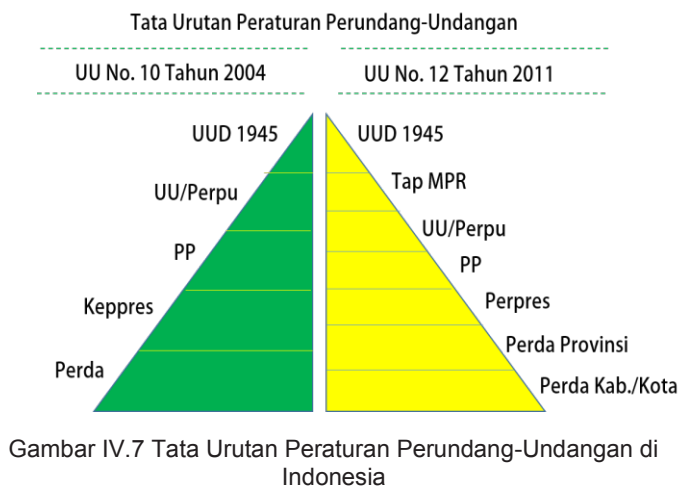 Tata Urutan Peraturan Perundang-Undangan
UU No. 10 Tahun 2004
UU No. 12 Tahun 2011
UUD 1945
UU/Perpu
PP
Keppres
Perda
UUD 1945
Tap MPR
UU/Perpu
PP
Perpres
Perda Provinsi
Perda Kab./Kota
Gambar IV.7 Tata Urutan Peraturan Perundang-Undangan di
Indonesia